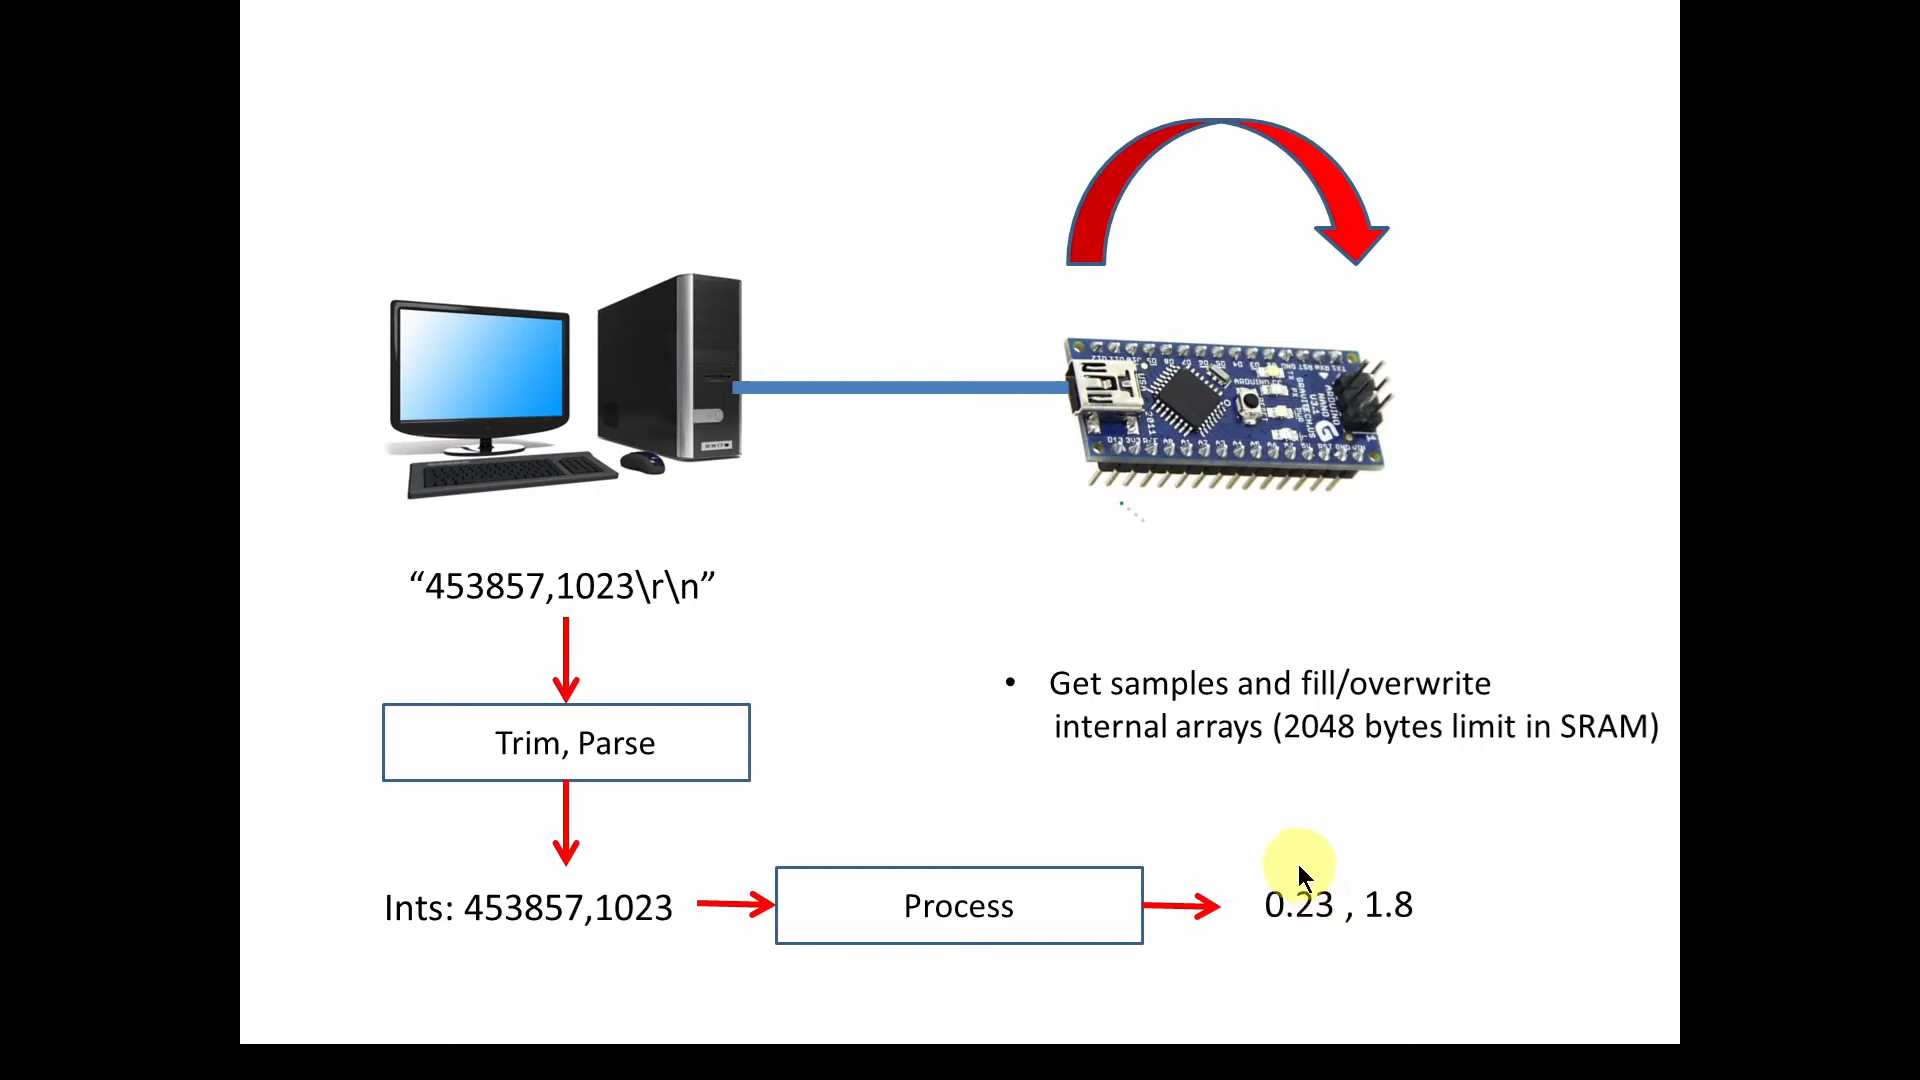 “453857,1023\r\n”
Trim, Parse
• Get samples and fill/overwrite
internal arrays (2048 bytes limit in SRAM)
Ints: 453857,1023
Process
0.23 , 1.8